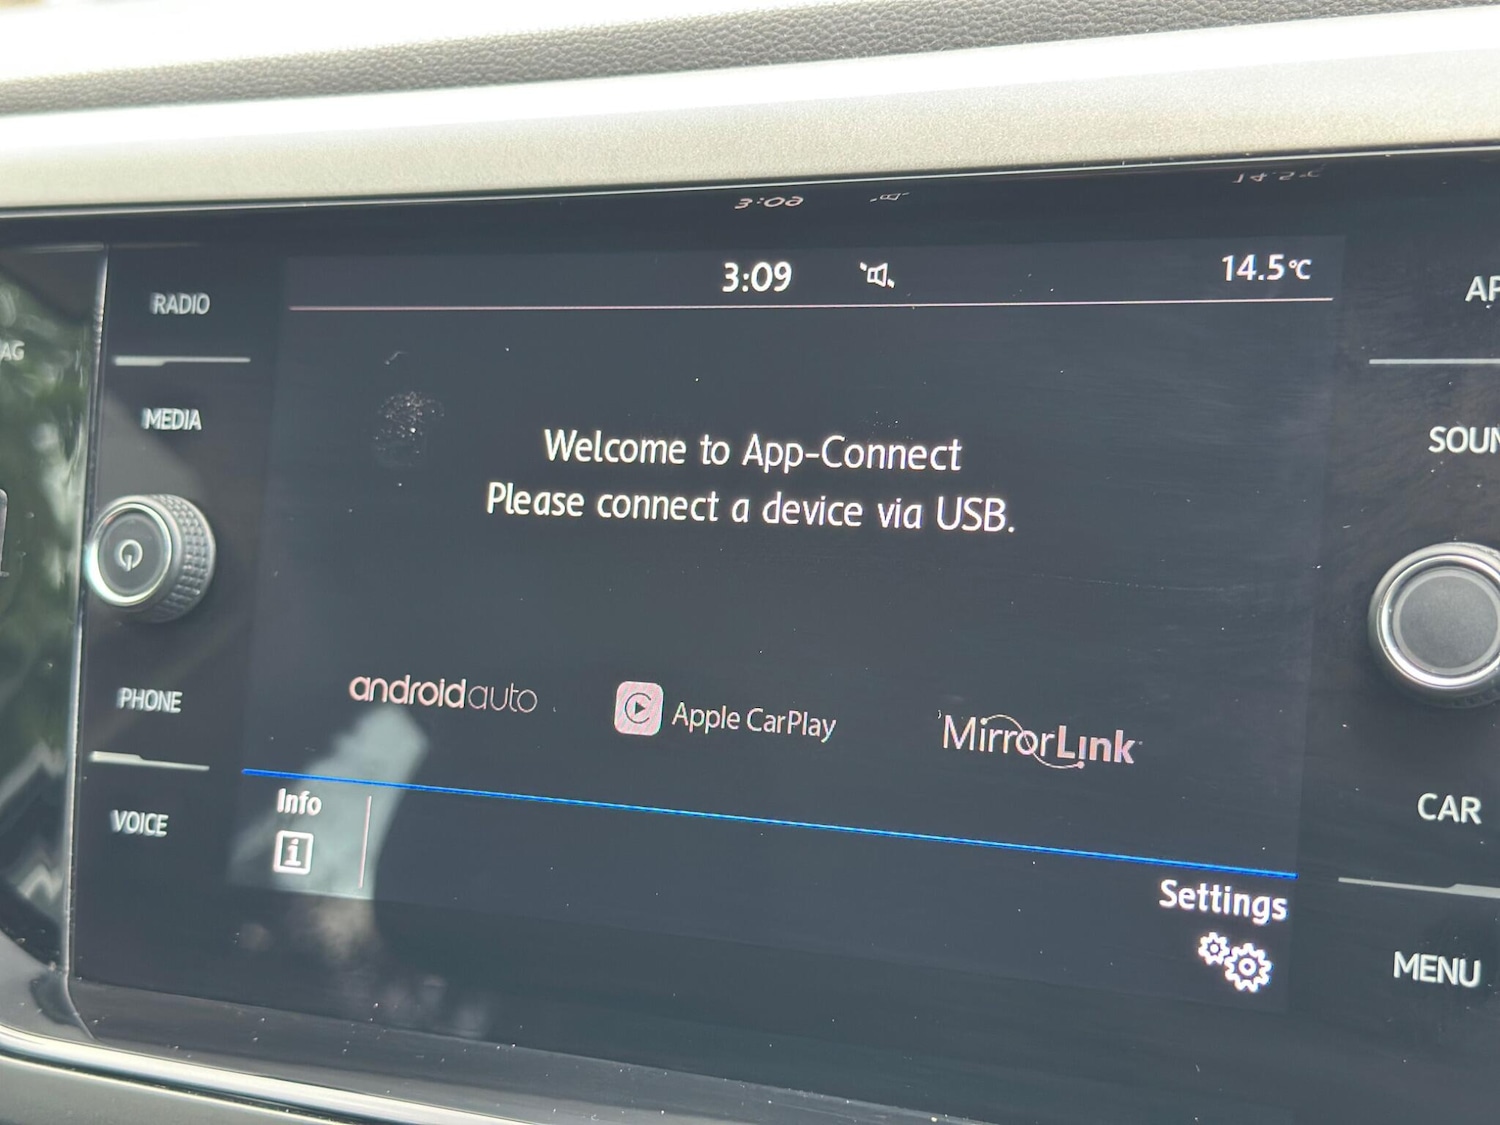 3:09 14.5°C
RADIO
MEDIA
PHONE
VOICE
Welcome to App-Connect
Please connect a device via USB.
androidauto
Apple CarPlay
MirrorLink
Info
i
Settings
CAR
MENU